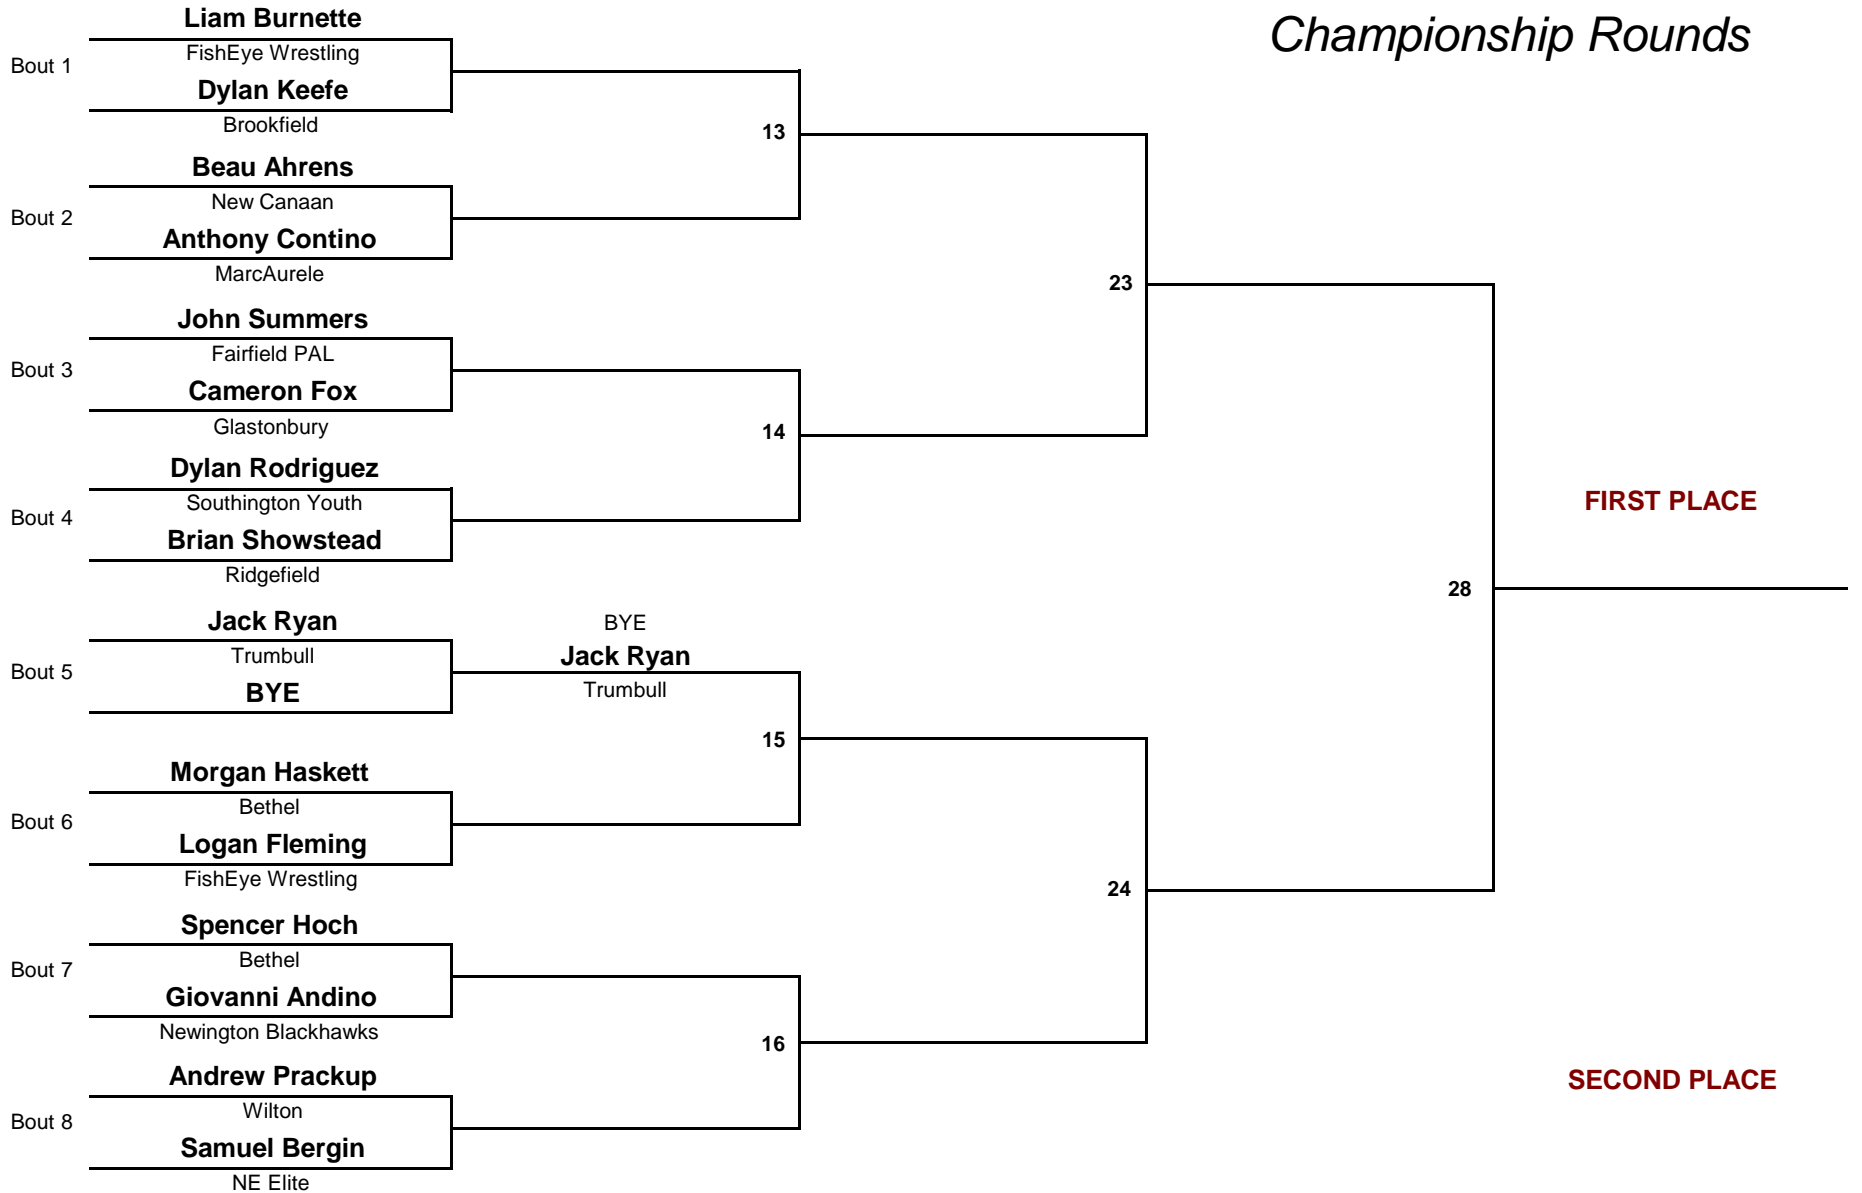 Championship Rounds
Liam Burnette
Bout 1
FishEye Wrestling
Dylan Keefe
Brookfield
13
Beau Ahrens
Bout 2
New Canaan
Anthony Contino
MarcAurele
23
John Summers
Bout 3
Fairfield PAL
Cameron Fox
Glastonbury
14
Dylan Rodriguez
Bout 4
Southington Youth
Brian Showstead
Ridgefield
FIRST PLACE
28
Jack Ryan
Bout 5
Trumbull
BYE
BYE
Jack Ryan
Trumbull
15
Morgan Haskett
Bout 6
Bethel
Logan Fleming
FishEye Wrestling
24
Spencer Hoch
Bout 7
Bethel
Giovanni Andino
Newington Blackhawks
16
Andrew Prackup
Bout 8
Wilton
Samuel Bergin
NE Elite
SECOND PLACE